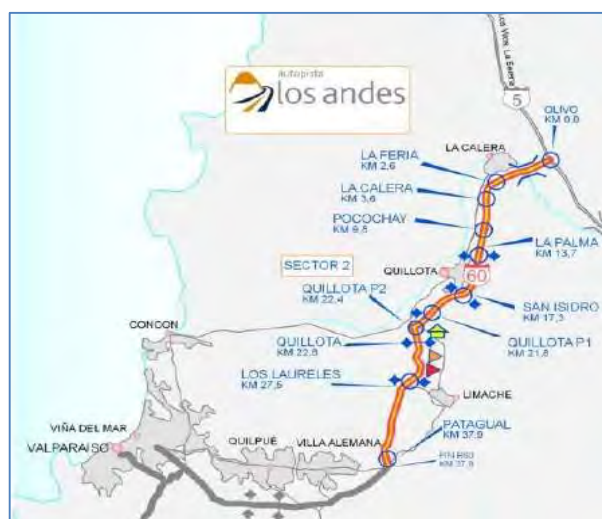 autopista
los andes
Los Vilos, La Serena
5
OLIVO
KM 0,0
LA CALERA
LA FERIA
KM 2,6
LA CALERA
KM 3,6
POCOCHAY
KM 9,8
LA PALMA
KM 13,7
SECTOR 2
QUILLOTA
60
QUILLOTA P2
KM 22,4
SAN ISIDRO
KM 17,3
CONCON
QUILLOTA
KM 22,8
QUILLOTA P1
KM 21,8
LOS LAURELES
KM 27,5
LIMACHE
VIÑA DEL MAR
VALPARAISO
QUILPUÉ
VILLA ALEMANA
PATAGUAL
KM 37,9